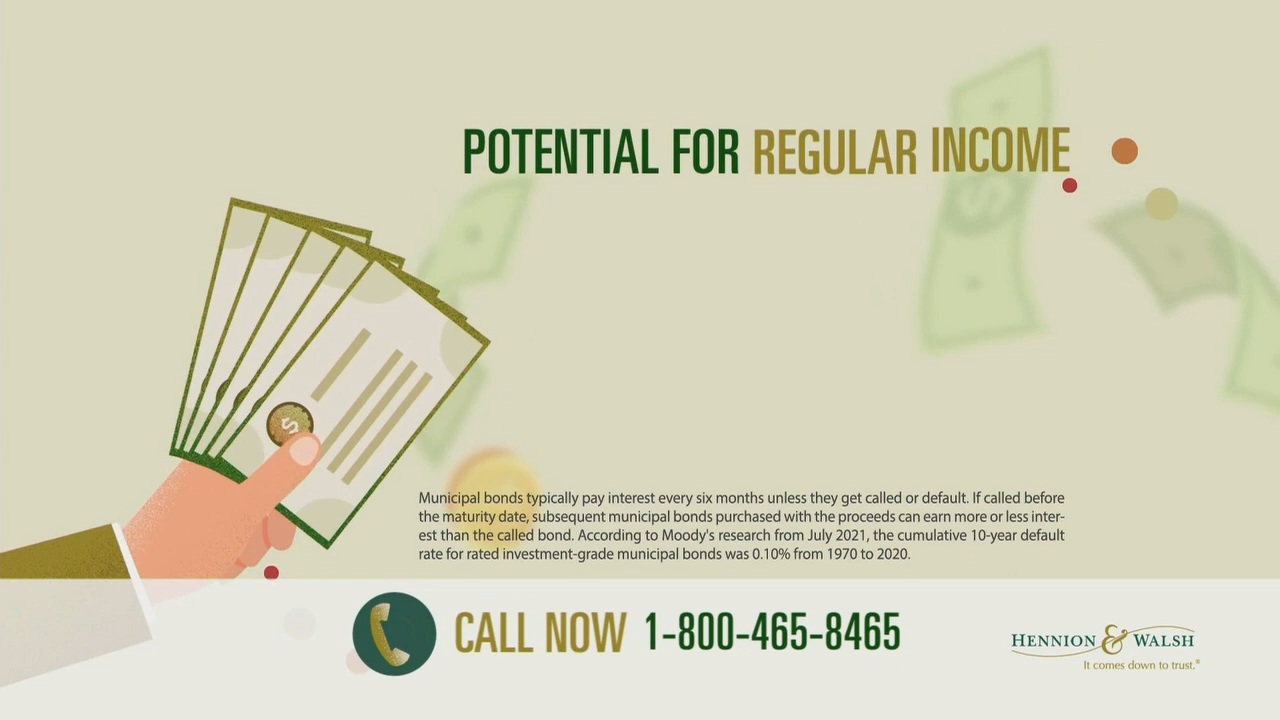 POTENTIAL FOR REGULAR INCOME
$
$
Municipal bonds typically pay interest every six months unless they get called or default. If called before
the maturity date, subsequent municipal bonds purchased with the proceeds can earn more or less inter-
est than the called bond. According to Moody's research from July 2021, the cumulative 10-year default
rate for rated investment-grade municipal bonds was 0.10% from 1970 to 2020.
CALL NOW 1-800-465-8465
HENNION & WALSH
It comes down to trust.®